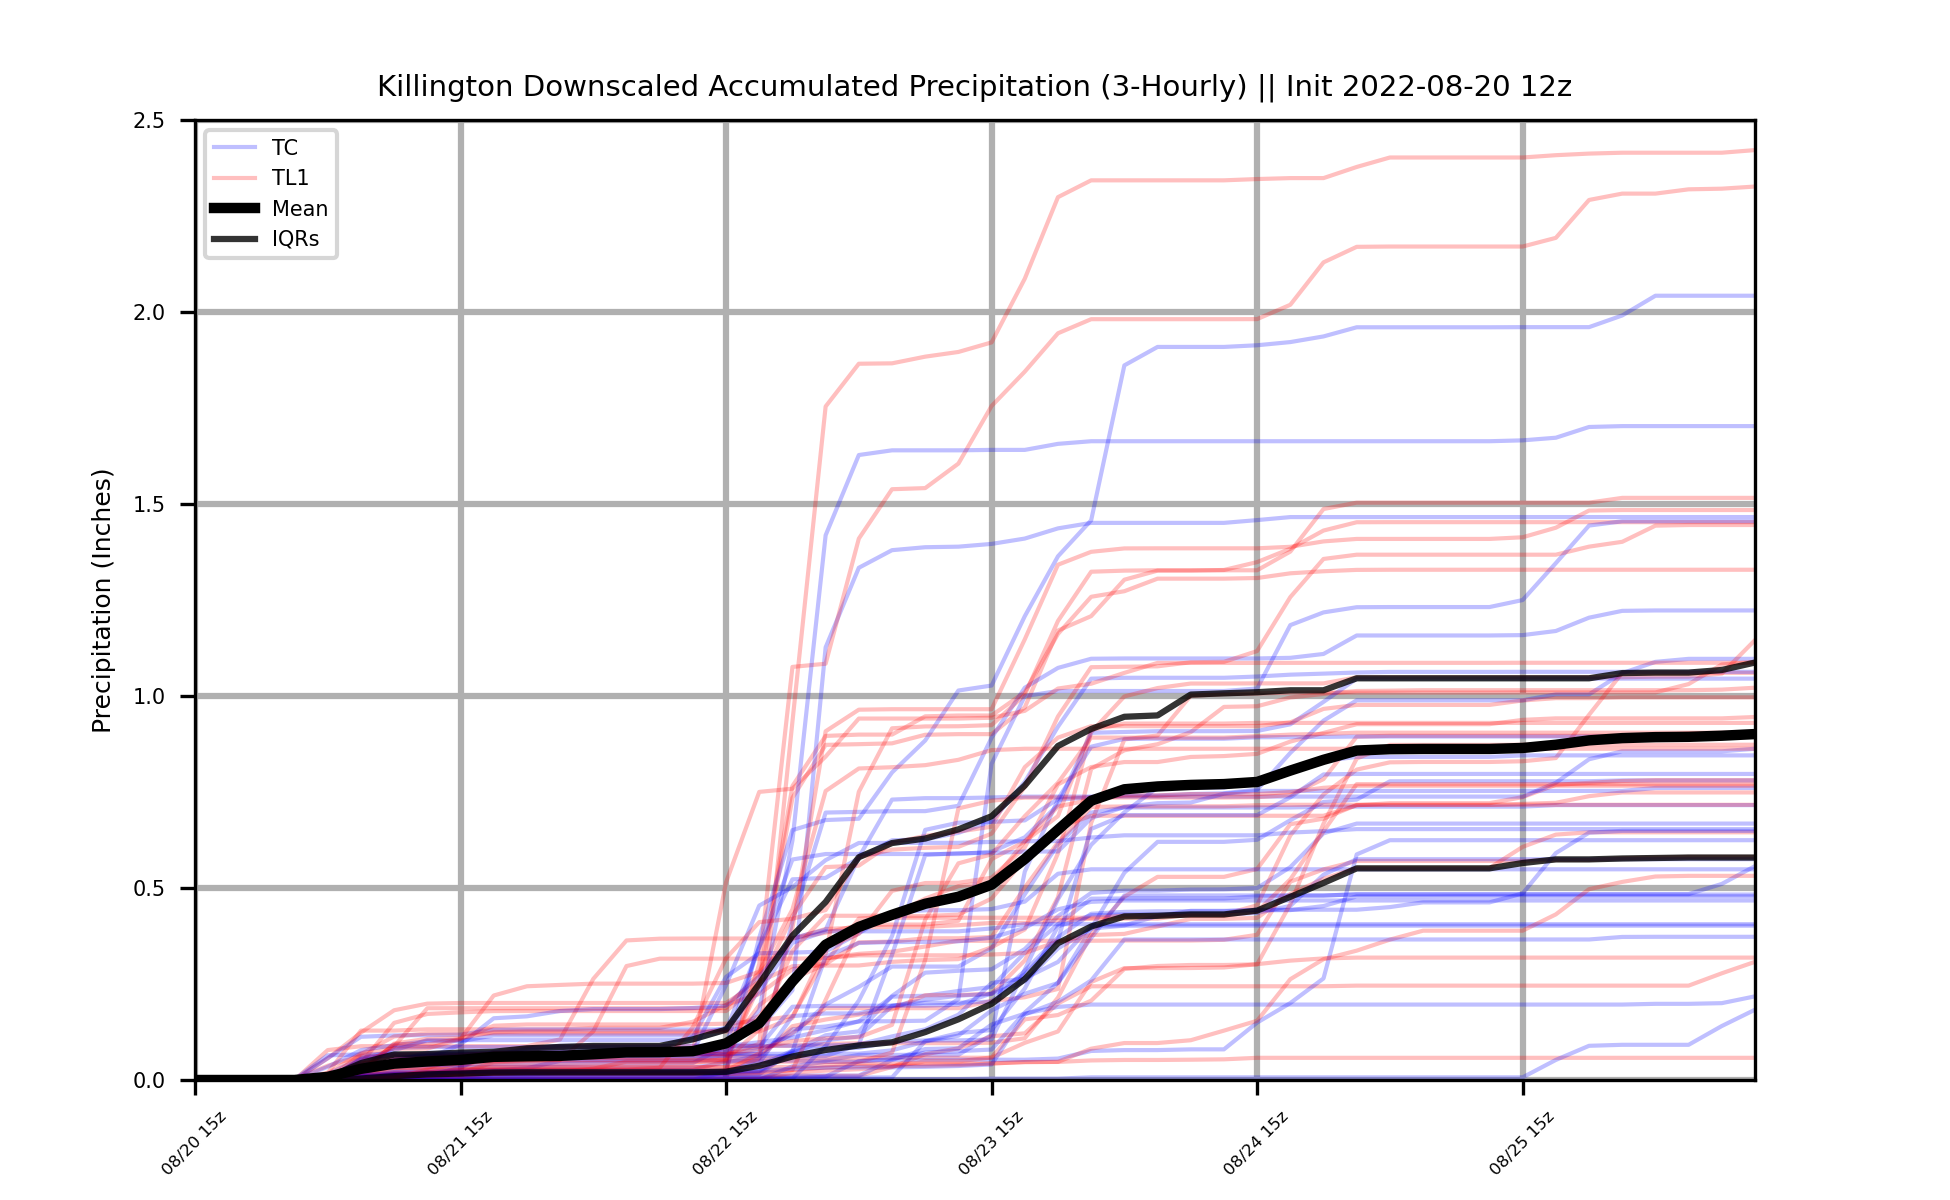 Killington Downscaled Accumulated Precipitation (3-Hourly) || Init 2022-08-20 12z
TC
TL1
Mean
IQRs
Precipitation (Inches)
2.5
2.0
1.5
1.0
0.5
0.0
08/20 15z
08/21 15z
08/22 15z
08/23 15z
08/24 15z
08/25 15z